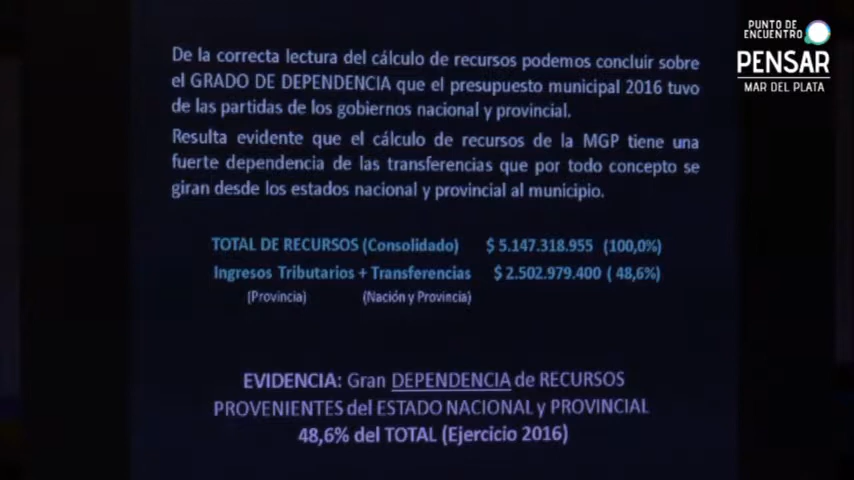 PUNTO DE
ENCUENTRO
PENSAR
MAR DEL PLATA
De la correcta lectura del cálculo de recursos podemos concluir sobre
el GRADO DE DEPENDENCIA que el presupuesto municipal 2016 tuvo
de las partidas de los gobiernos nacional y provincial.
Resulta evidente que el cálculo de recursos de la MGP tiene una
fuerte dependencia de las transferencias que por todo concepto se
giran desde los estados nacional y provincial al municipio.
TOTAL DE RECURSOS (Consolidado) $ 5.147.318.955 (100,0%)
Ingresos Tributarios + Transferencias $ 2.502.979.400 ( 48,6%)
(Provincia) (Nación y Provincia)
EVIDENCIA: Gran DEPENDENCIA de RECURSOS
PROVENIENTES del ESTADO NACIONAL y PROVINCIAL
48,6% del TOTAL (Ejercicio 2016)